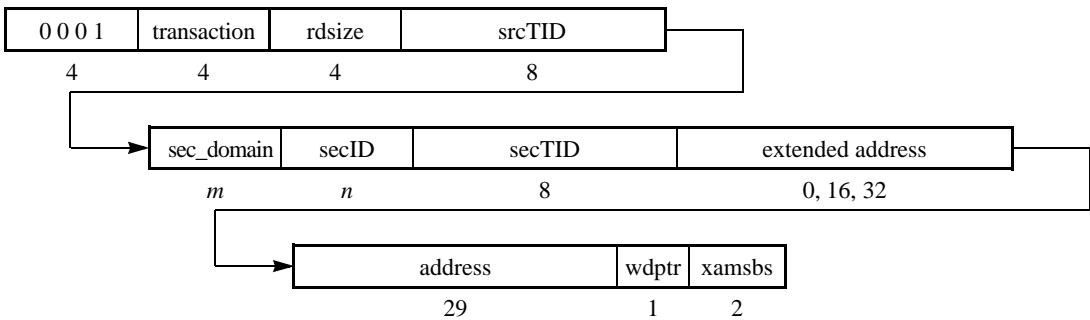 0 0 0 1 transaction rdsize srcTID
4 4 4 8
sec_domain secID secTID extended address
m n 8 0, 16, 32
address wdptr xamsbs
29 1 2